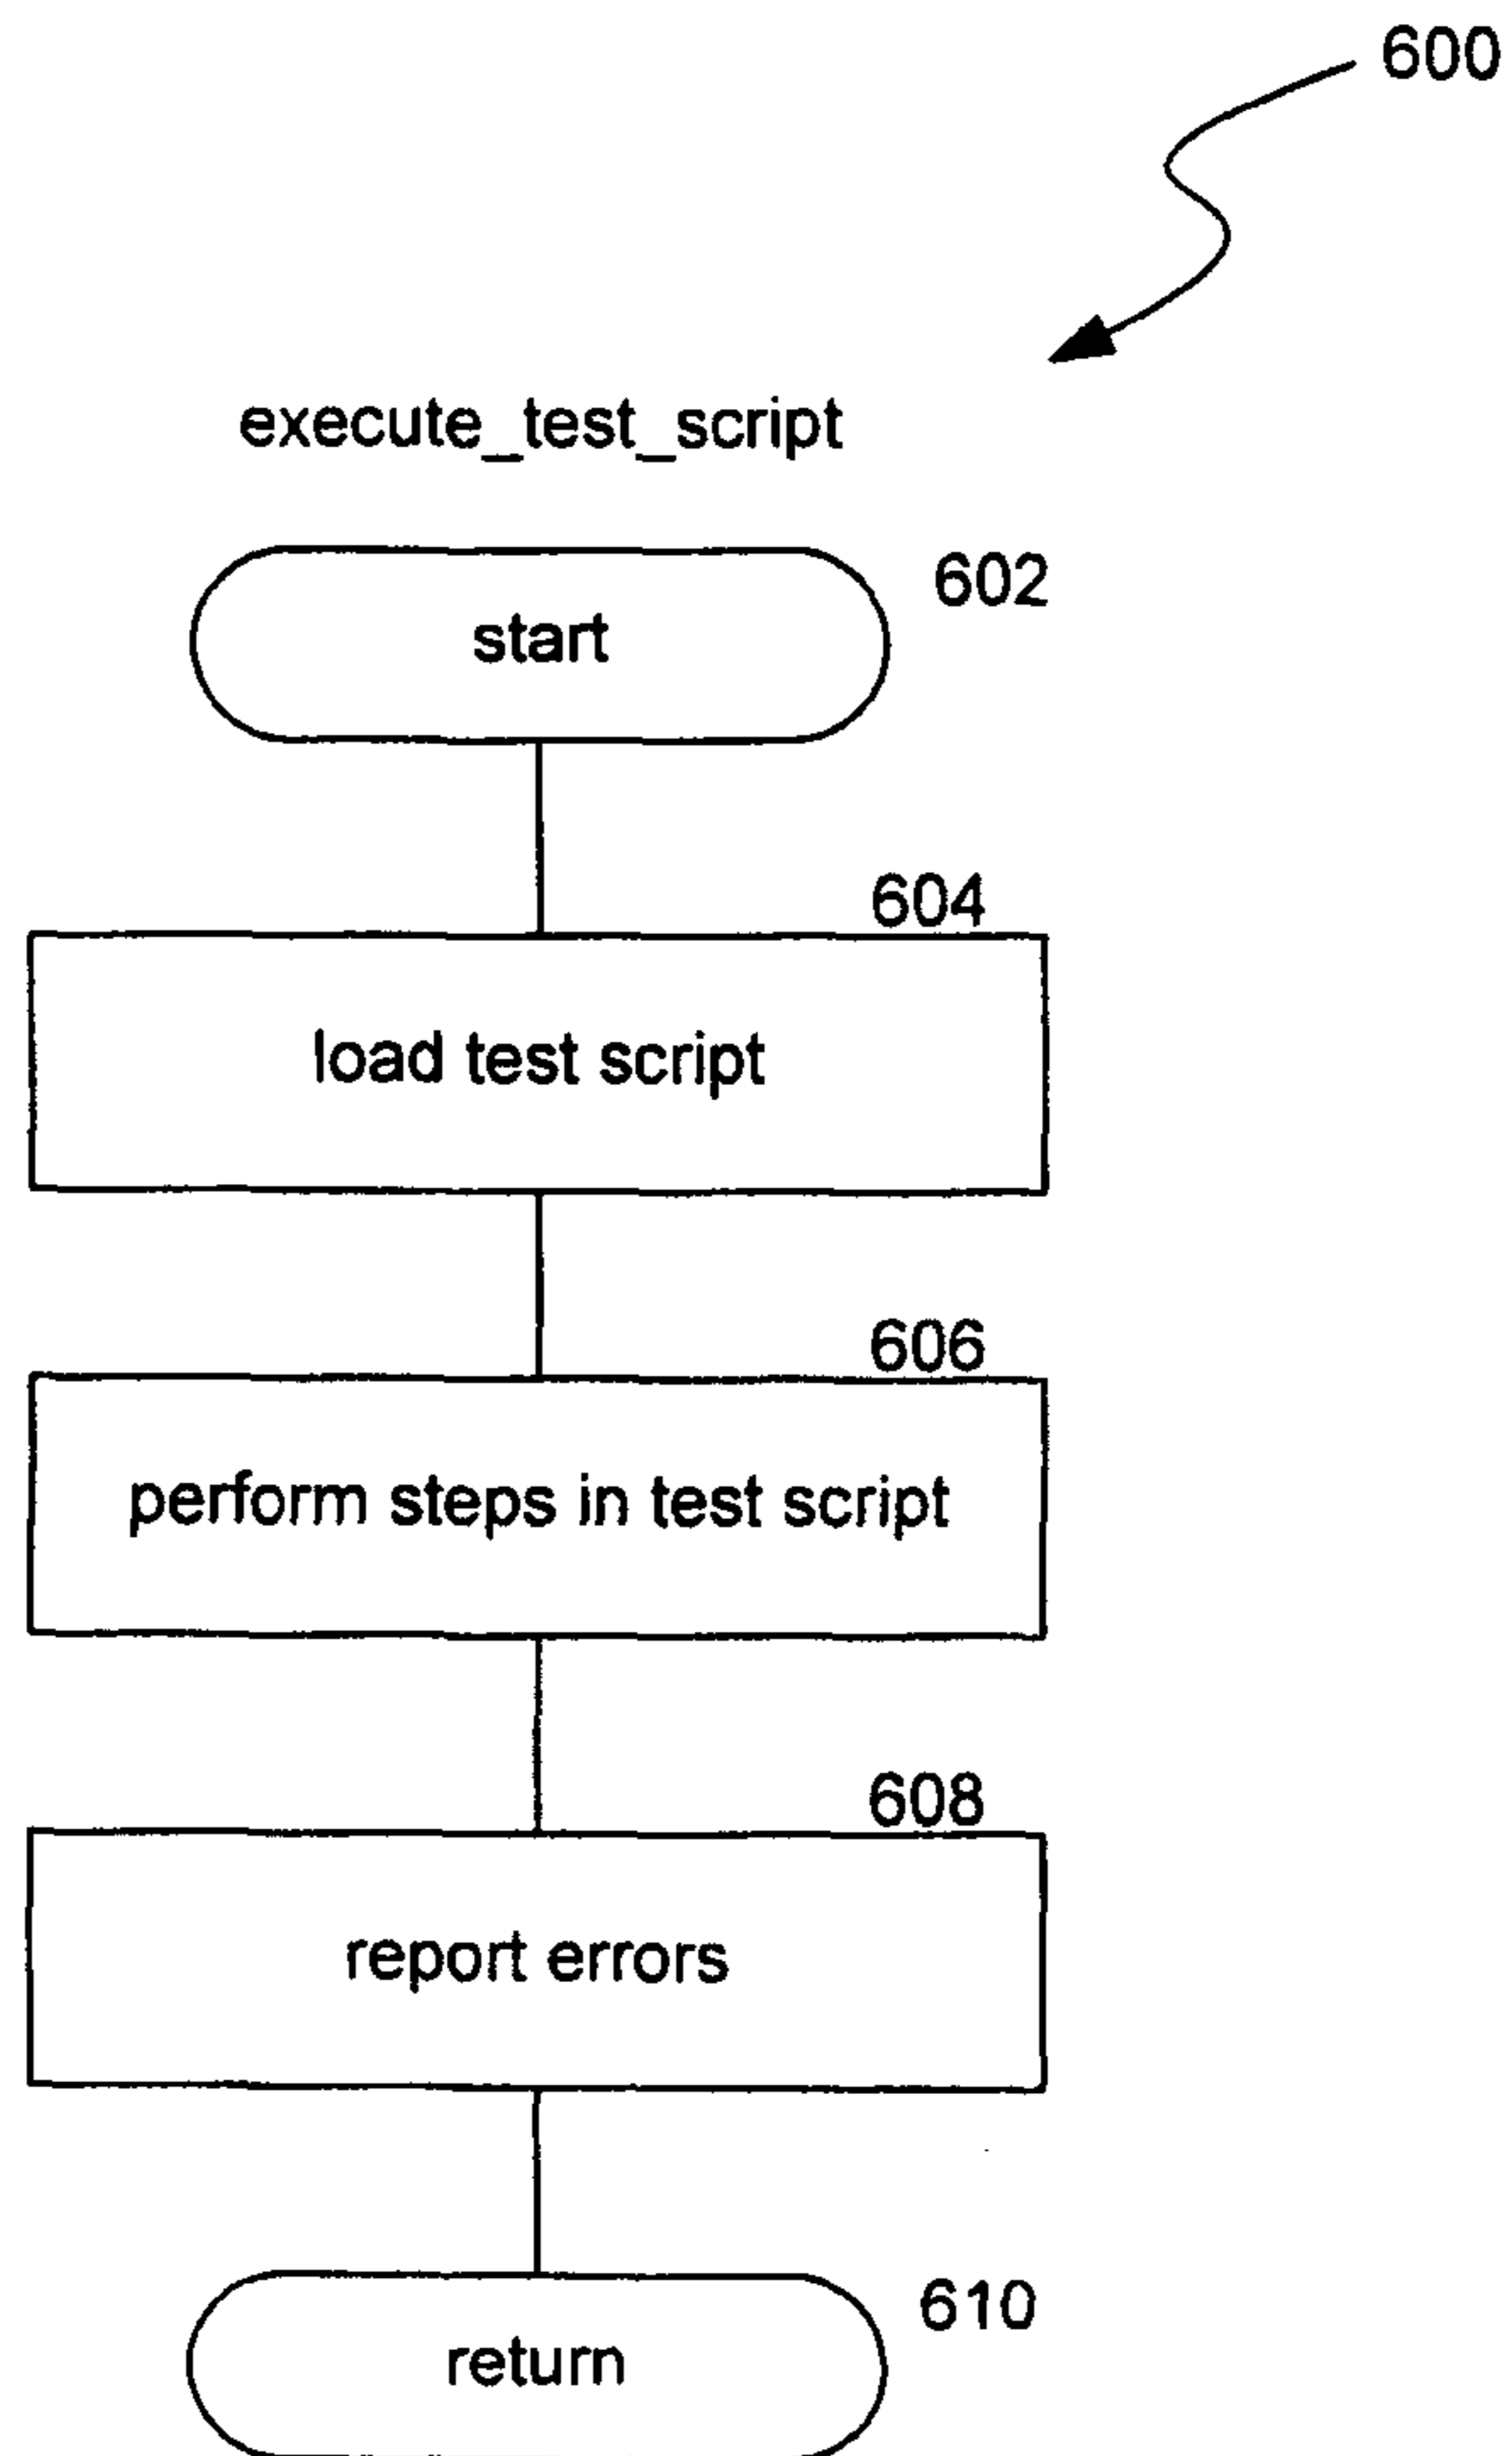 600
execute_test_script
602
start
604
load test script
606
perform steps in test script
608
report errors
610
return